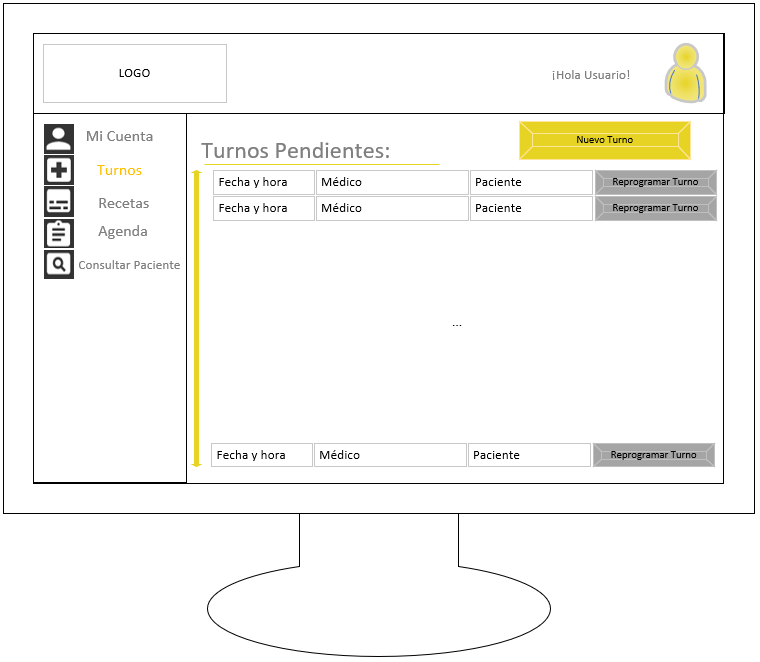 LOGO
¡Hola Usuario!
Mi Cuenta
Turnos
Recetas
Agenda
Consultar Paciente
Turnos Pendientes:
Nuevo Turno
Fecha y hora Médico Paciente Reprogramar Turno
Fecha y hora Médico Paciente Reprogramar Turno
...
Fecha y hora Médico Paciente Reprogramar Turno